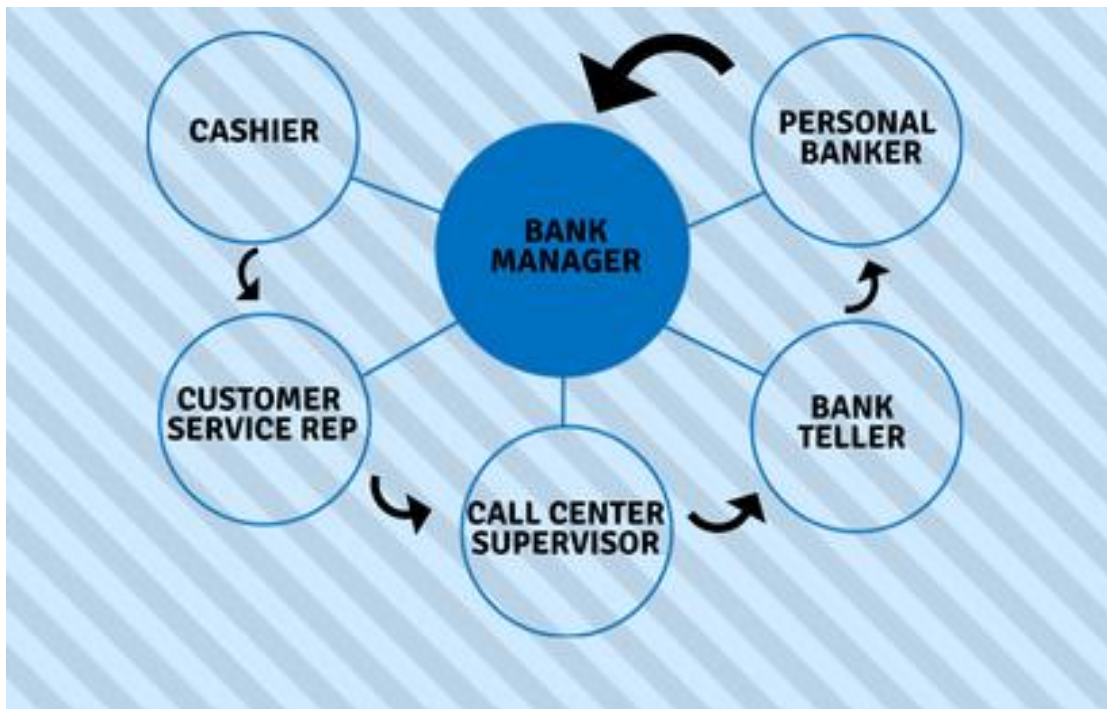 CASHIER
CUSTOMER
SERVICE REP
CALL CENTER
SUPERVISOR
BANK
TELLER
PERSONAL
BANKER
BANK
MANAGER